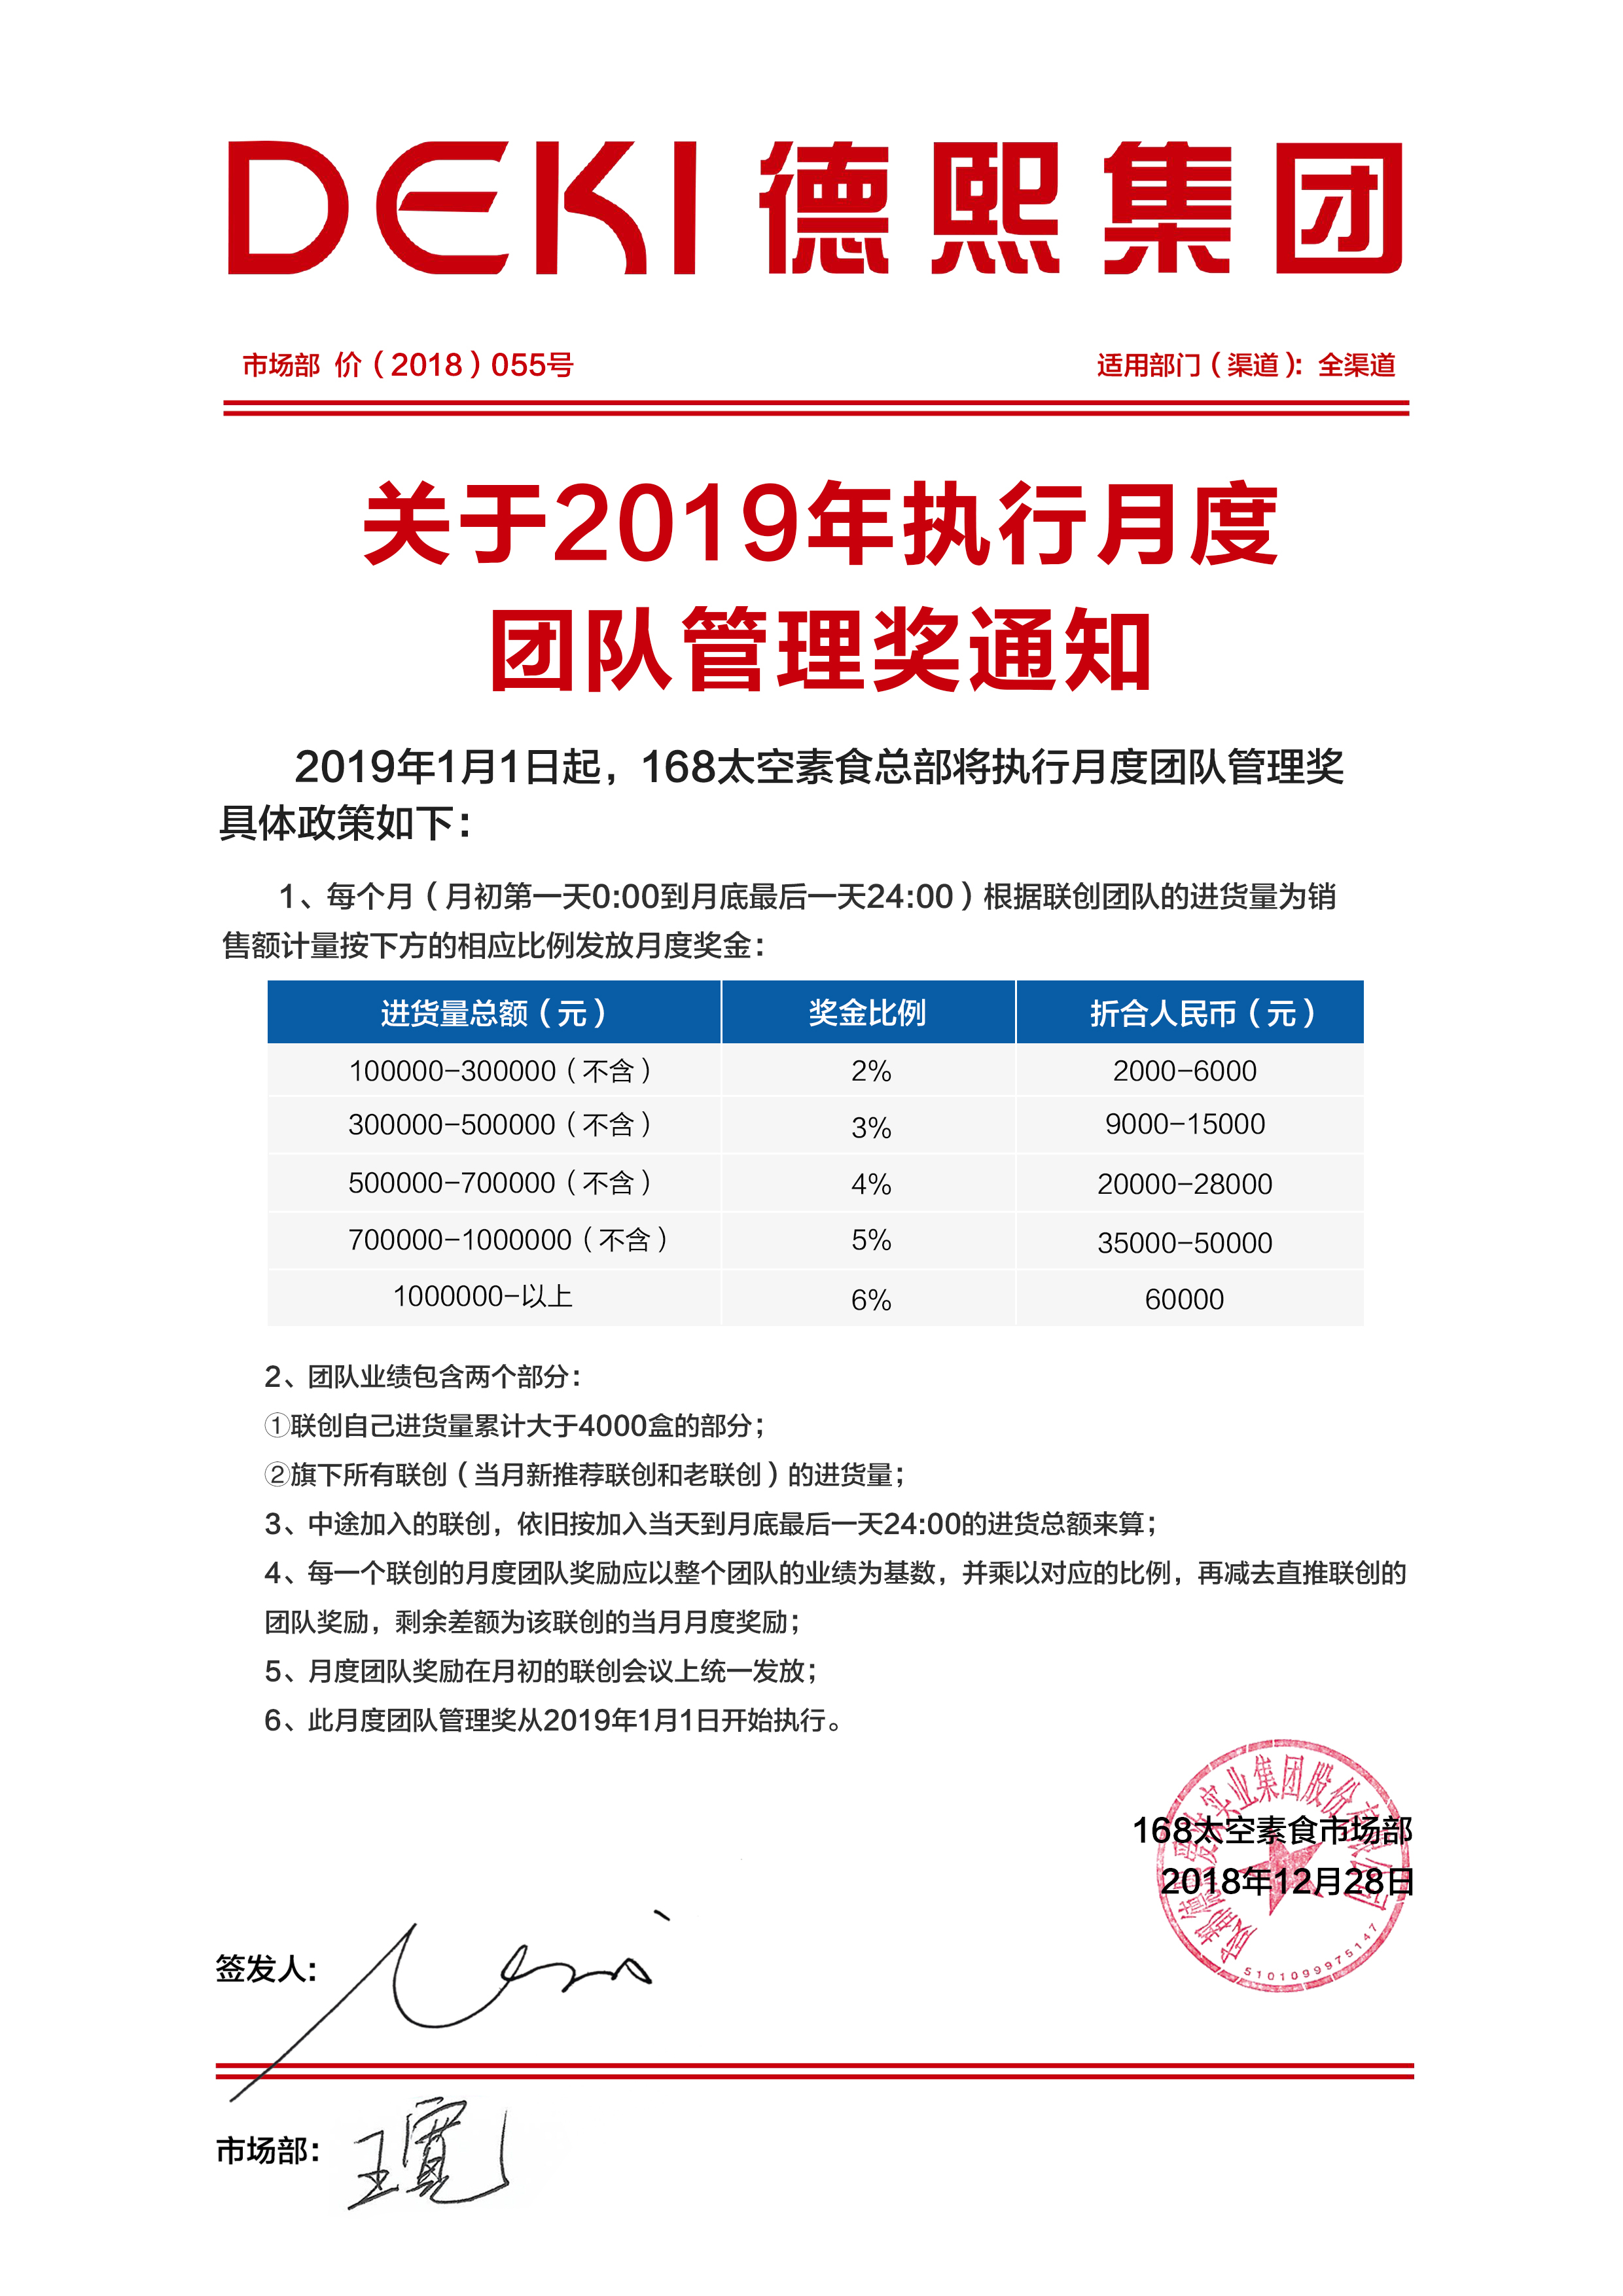 DEKI 德熙集团
市场部 价（2018）055号 适用部门（渠道）：全渠道
关于2019年执行月度
团队管理奖通知
2019年1月1日起，168太空素食总部将执行月度团队管理奖
具体政策如下：
1、每个月（月初第一天0:00到月底最后一天24:00）根据联创团队的进货量为销
售额计量按下方的相应比例发放月度奖金：
进货量总额（元） 奖金比例 折合人民币（元）
100000-300000（不含） 2% 2000-6000
300000-500000（不含） 3% 9000-15000
500000-700000（不含） 4% 20000-28000
700000-1000000（不含） 5% 35000-50000
1000000-以上 6% 60000
2、团队业绩包含两个部分：
①联创自己进货量累计大于4000盒的部分；
②旗下所有联创（当月新推荐联创和老联创）的进货量；
3、中途加入的联创，依旧按加入当天到月底最后一天24:00的进货总额来算；
4、每一个联创的月度团队奖励应以整个团队的业绩为基数，并乘以对应的比例，再减去直推联创的
团队奖励，剩余差额为该联创的当月月度奖励；
5、月度团队奖励在月初的联创会议上统一发放；
6、此月度团队管理奖从2019年1月1日开始执行。
168太空素食市场部
2018年12月28日
实业集团股份有限公司
5101099975147
签发人：
市场部：